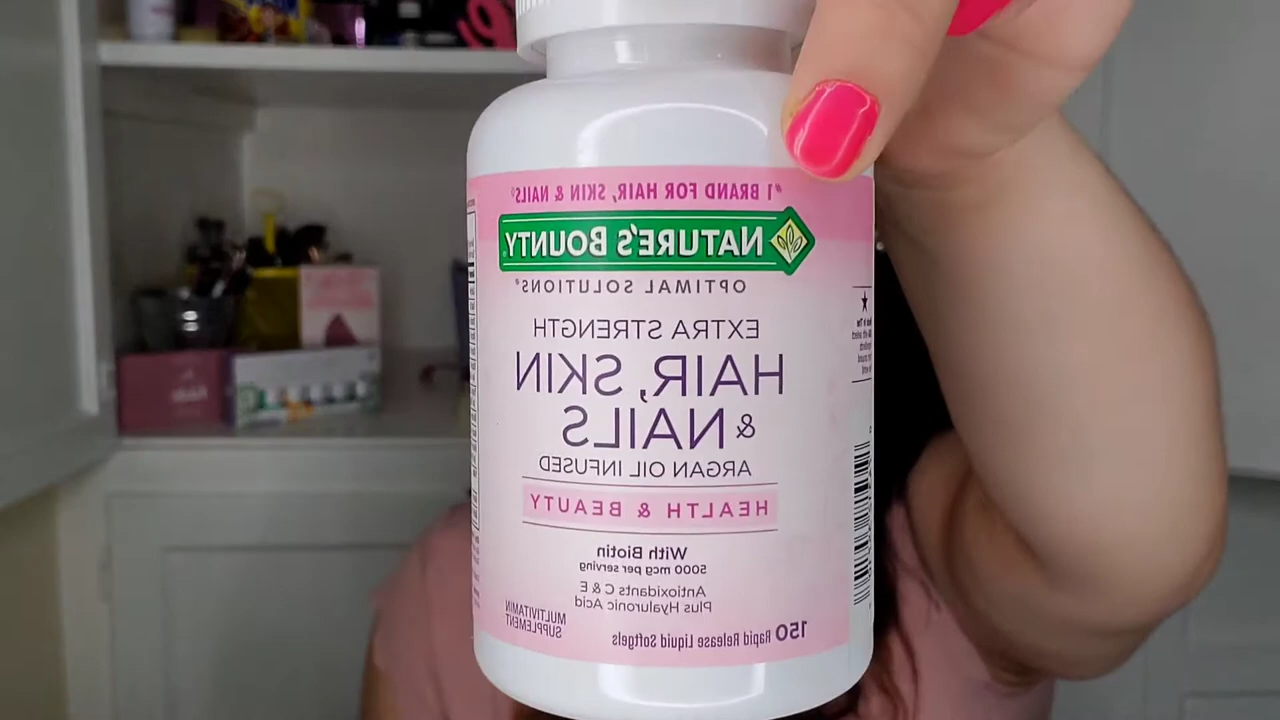 #1 BRAND FOR HAIR, SKIN & NAILS◊
NATURE'S BOUNTY®
OPTIMAL SOLUTIONS®
EXTRA STRENGTH
HAIR, SKIN
& NAILS
ARGAN OIL INFUSED
HEALTH & BEAUTY
With Biotin
5000 mcg per serving
Antioxidants C & E
Plus Hyaluronic Acid
150 Rapid Release Liquid Softgels
MULTIVITAMIN
SUPPLEMENT